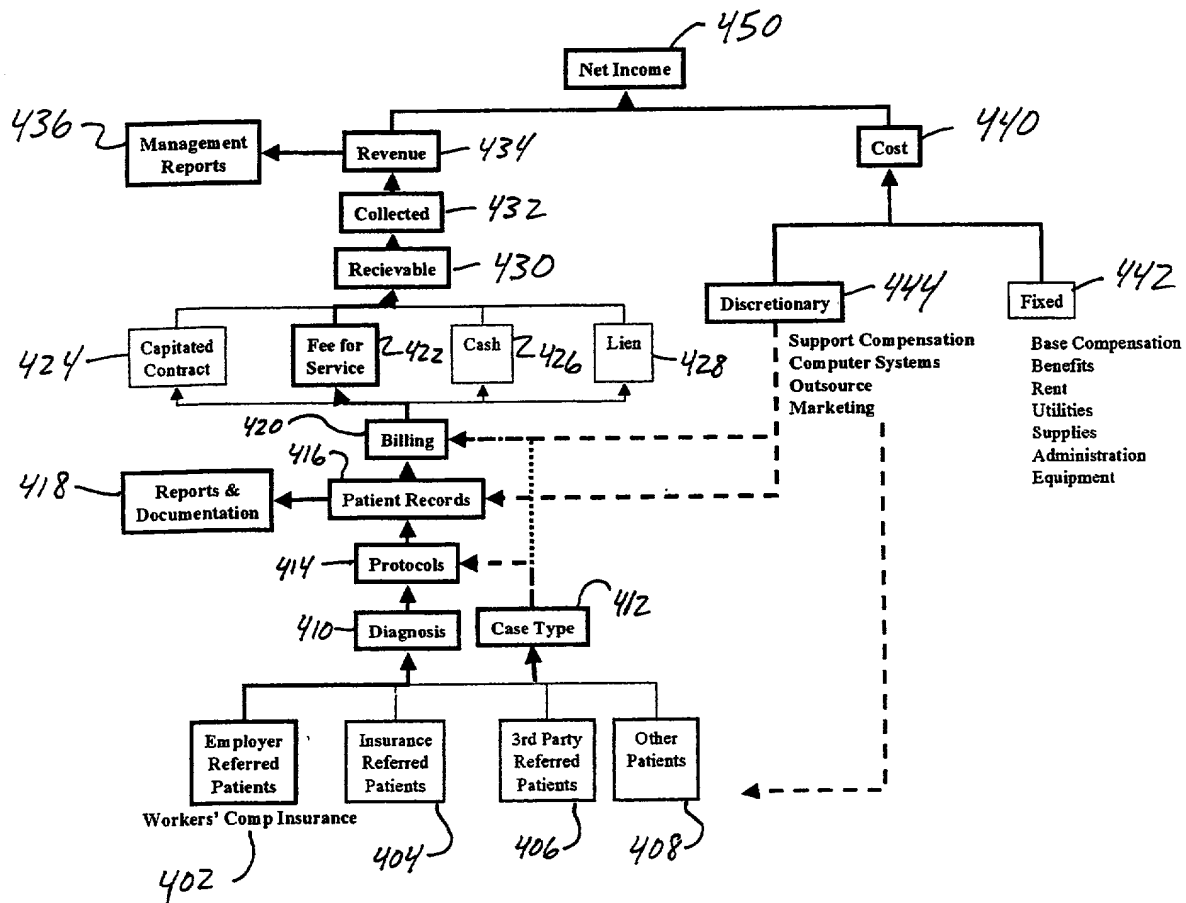 450
Net Income
436
Management
Reports
Revenue
434
Cost
440
Collected
432
Recievable
430
424
Capitated
Contract
Fee for
Service
422
Cash
426
Lien
428
Discretionary
444
Fixed
442
Support Compensation
Computer Systems
Outsource
Marketing
Base Compensation
Benefits
Rent
Utilities
Supplies
Administration
Equipment
420
Billing
416
418
Reports &
Documentation
Patient Records
414
Protocols
410
Diagnosis
Case Type
412
Employer
Referred
Patients
Insurance
Referred
Patients
3rd Party
Referred
Patients
Other
Patients
Workers' Comp Insurance
402
404
406
408